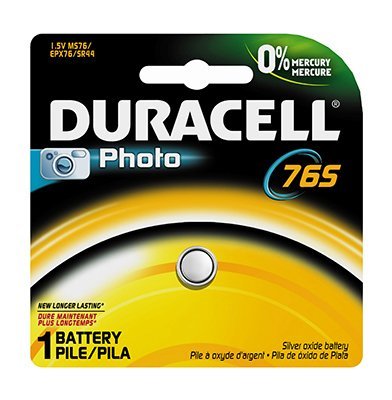 1.5V MS76/
EPX76/SR44
0% MERCURY
MERCURE
DURACELL®
Photo
76S
NEW LONGER LASTING*
DURE MAINTENANT
PLUS LONGTEMPS*
1 BATTERY
PILE/PILA
Silver oxide battery
Pile à oxyde d'argent • Pila de óxido de Plata